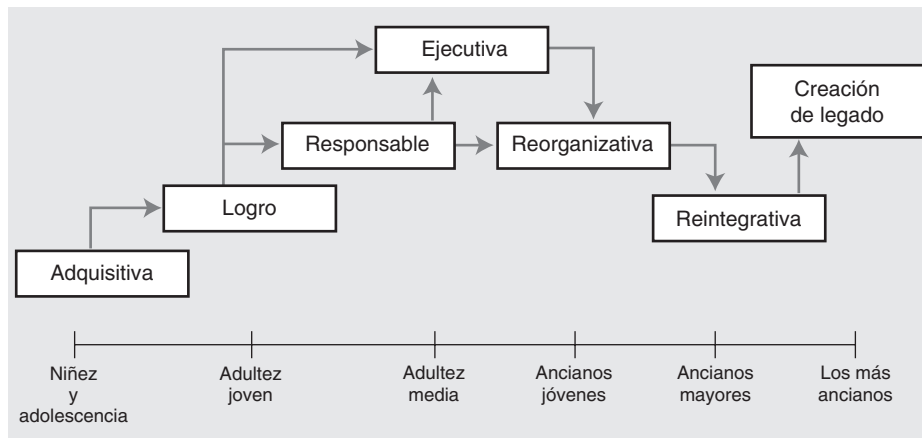 Ejecutiva
Creación
de legado
Responsable
Reorganizativa
Logro
Reintegrativa
Adquisitiva
Niñez
y
adolescencia
Adultez
joven
Adultez
media
Ancianos
jóvenes
Ancianos
mayores
Los más
ancianos